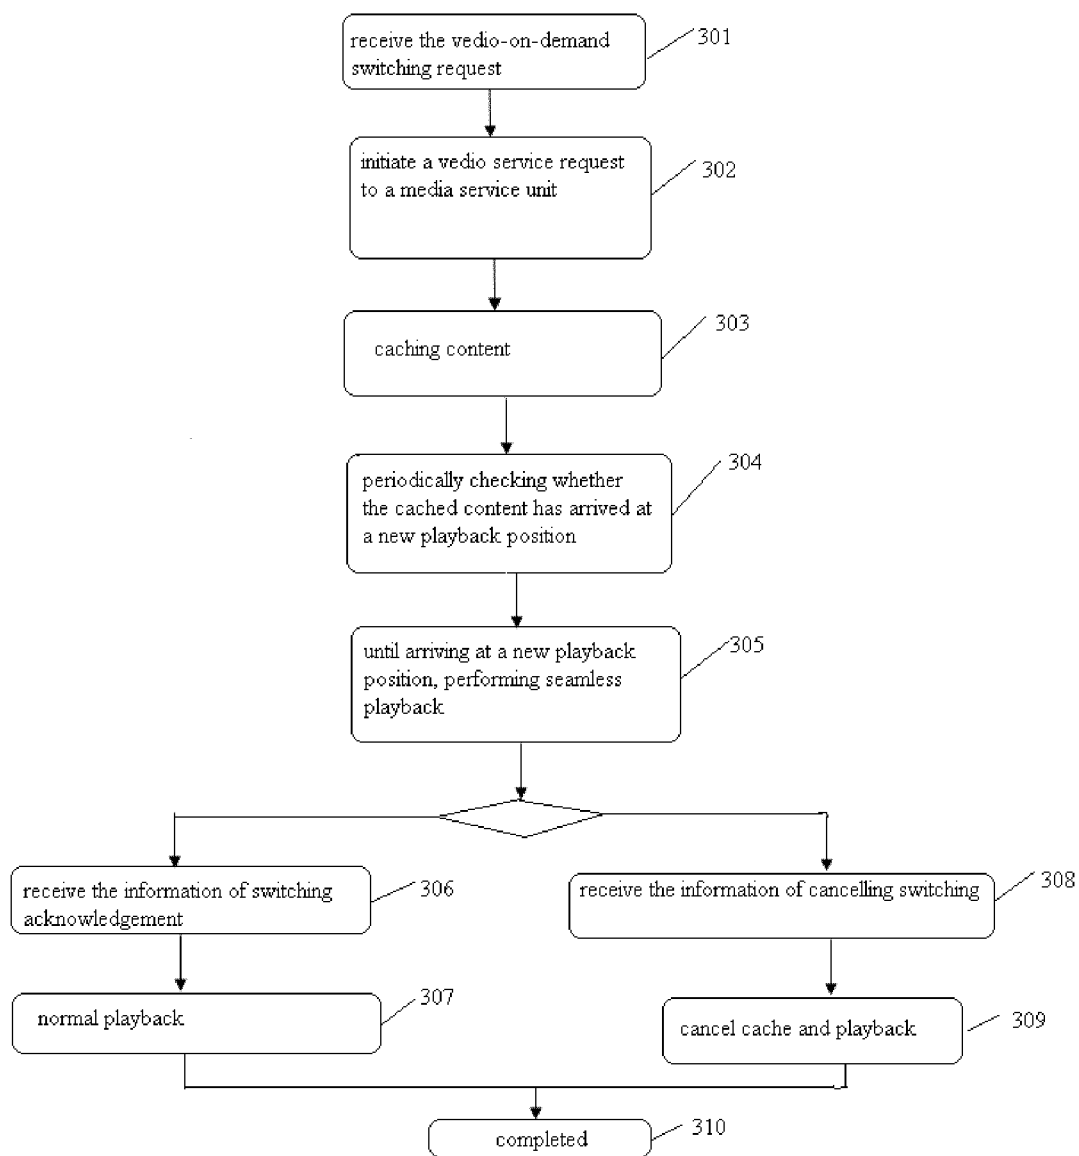 receive the vedio-on-demand
switching request
301
initiate a vedio service request
to a media service unit
302
caching content
303
periodically checking whether
the cached content has arrived at
a new playback position
304
until arriving at a new playback
position, performing seamless
playback
305
receive the information of switching
acknowledgement
306
receive the information of cancelling switching
308
normal playback
307
cancel cache and playback
309
completed
310